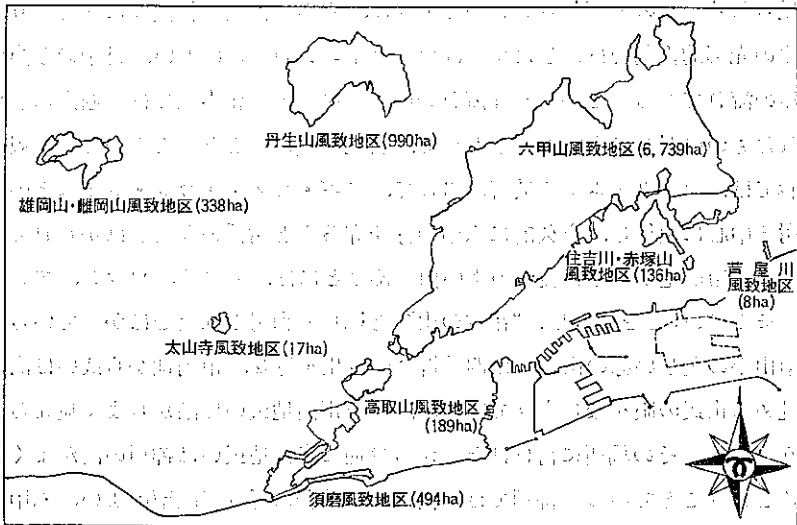 丹生山風致地区(990ha)
六甲山風致地区(6,739ha)
雄岡山・雌岡山風致地区(338ha)
住吉川・赤塚山
風致地区(136ha)
芦屋川
風致地区
(8ha)
太山寺風致地区(17ha)
高取山風致地区
(189ha)
須磨風致地区(494ha)